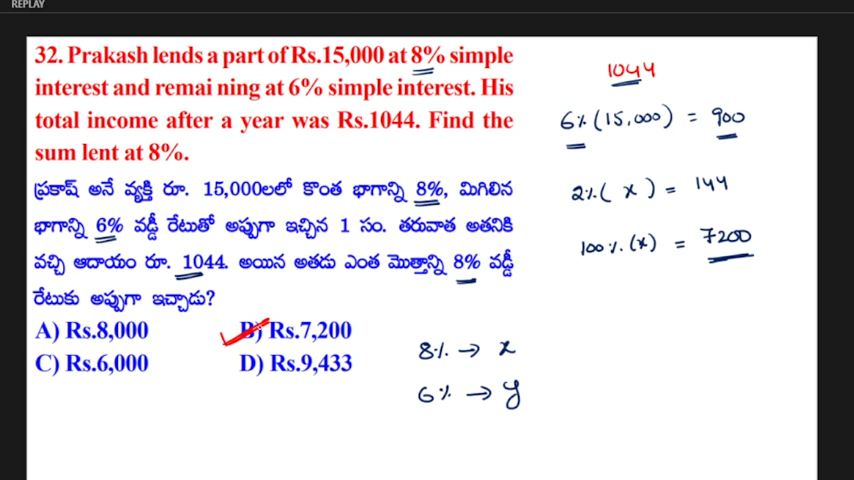 REPLAY
32. Prakash lends a part of Rs.15,000 at 8% simple
interest and remai ning at 6% simple interest. His
total income after a year was Rs.1044. Find the
sum lent at 8%.
ప్రకాష్ అనే వ్యక్తి రూ. 15,000లలో కొంత భాగాన్ని 8%, మిగిలిన
భాగాన్ని 6% వడ్డీ రేటుతో అప్పుగా ఇచ్చిన 1 సం. తరువాత అతనికి
వచ్చి ఆదాయం రూ. 1044. అయిన అతడు ఎంత మొత్తాన్ని 8% వడ్డీ
రేటుకు అప్పుగా ఇచ్చాడు?
A) Rs.8,000 B) Rs.7,200
C) Rs.6,000 D) Rs.9,433
8% → x
6% → y
1044
6% (15,000) = 900
2% ( x ) = 144
100% (x) = 7200